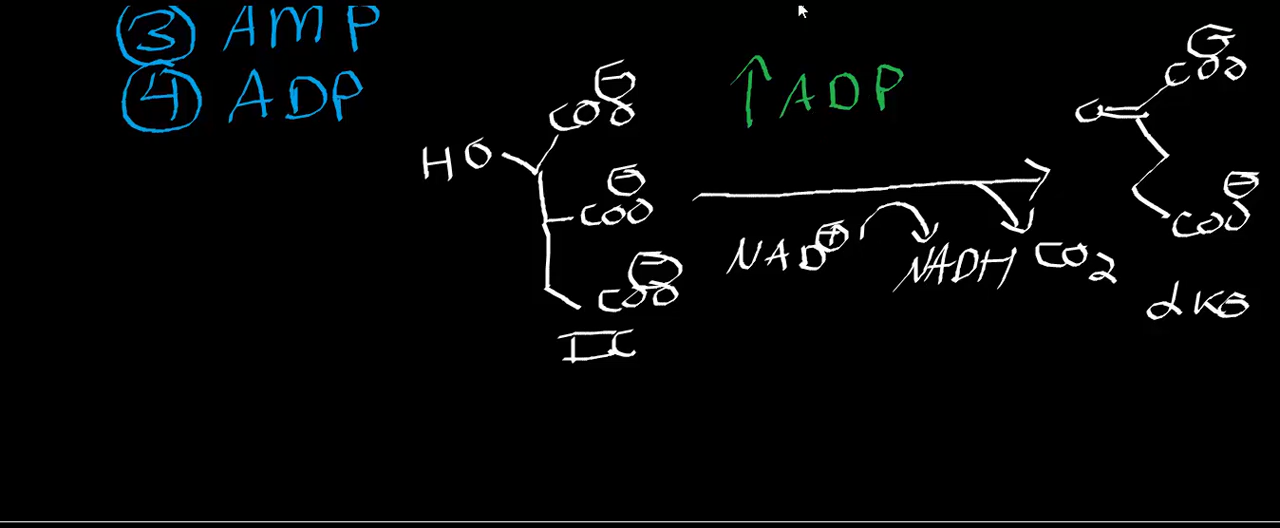 ③ AMP
④ ADP
↑ADP
COO⊖
HO
COO⊖
COO⊖
IC
NAD⊕
NADH
CO2
COO⊖
O
COO⊖
αKG